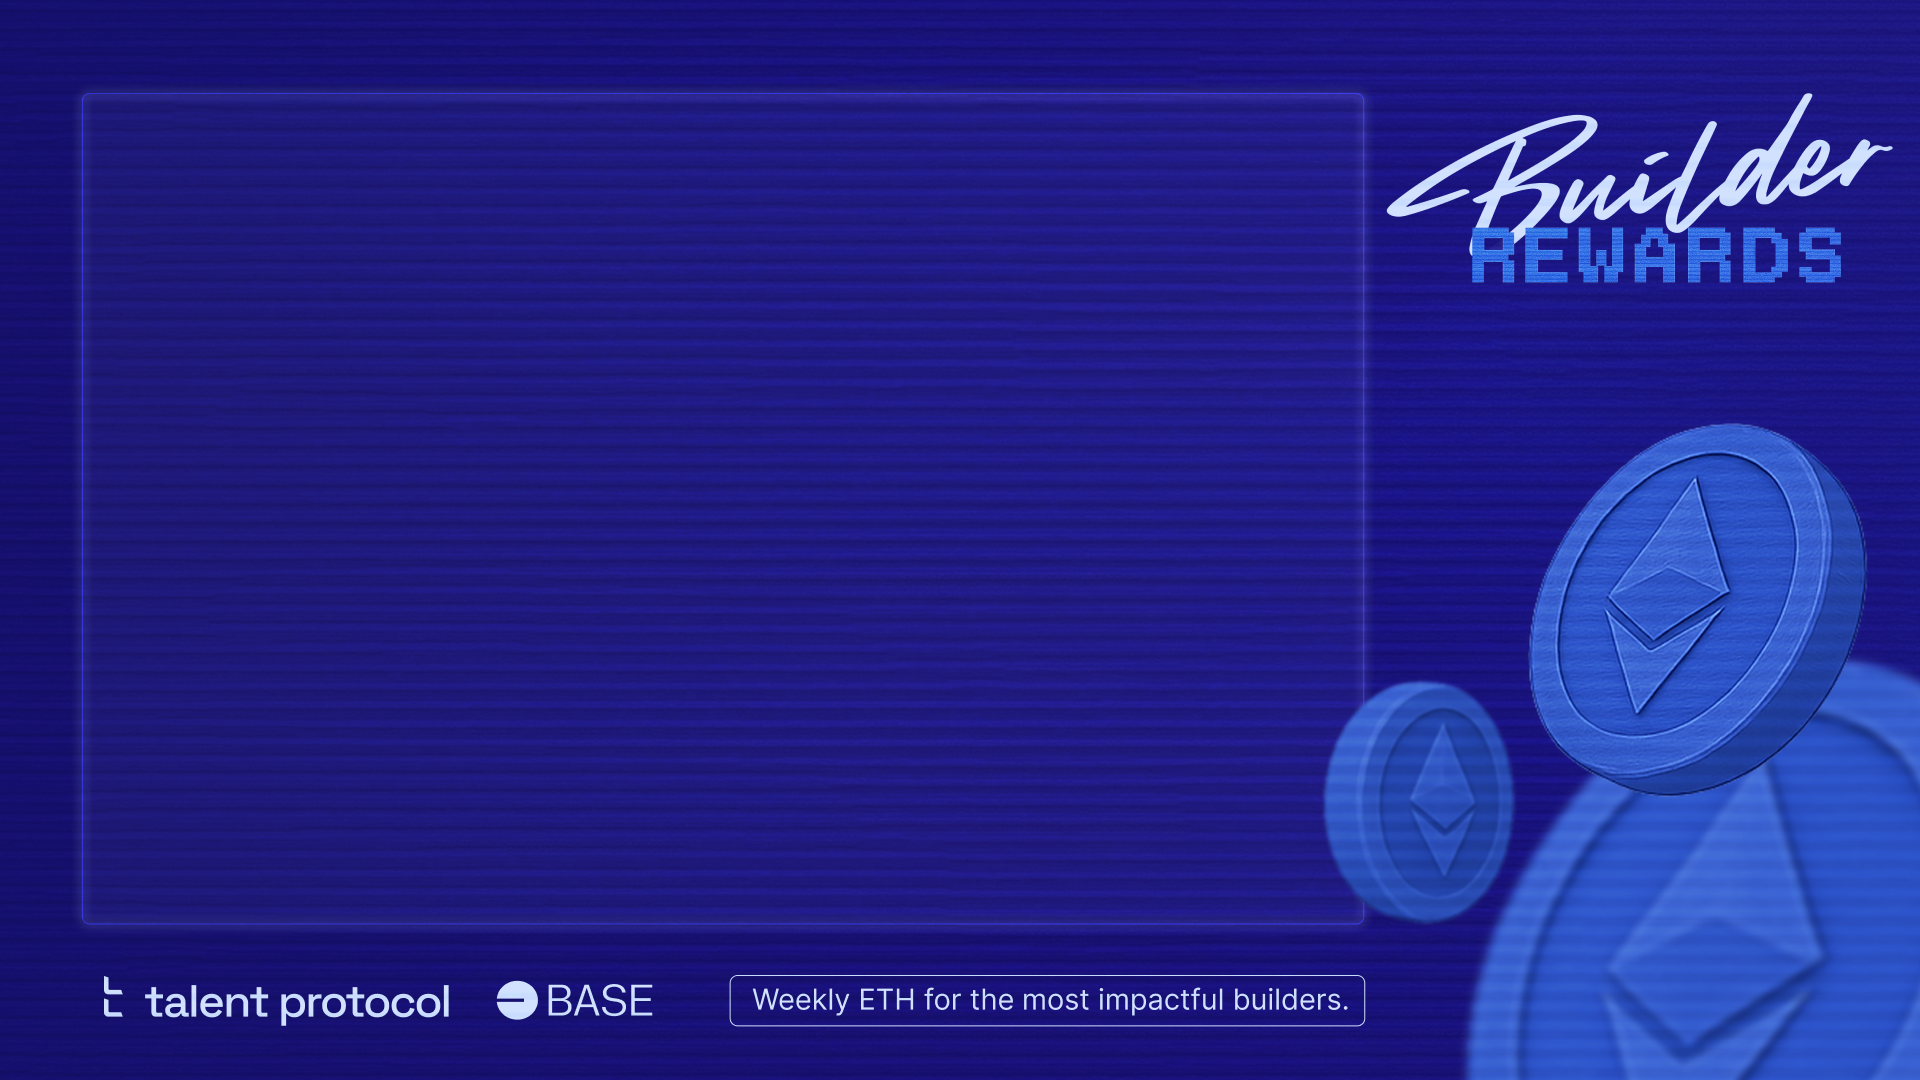 Builder
REWARDS
talent protocol
BASE
Weekly ETH for the most impactful builders.